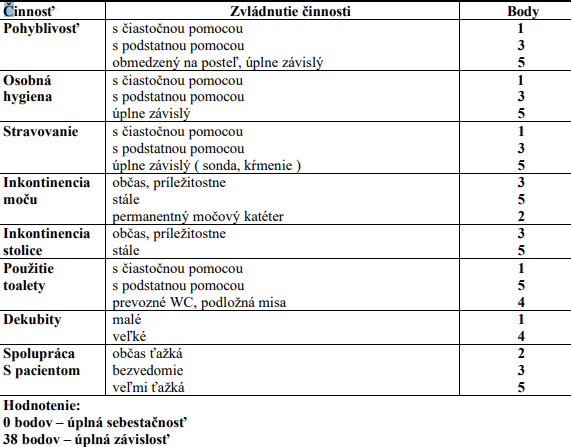 Činnosť Zvládnutie činnosti Body
Pohyblivosť s čiastočnou pomocou 1
s podstatnou pomocou 3
obmedzený na posteľ, úplne závislý 5
Osobná s čiastočnou pomocou 1
hygiena s podstatnou pomocou 3
úplne závislý 5
Stravovanie s čiastočnou pomocou 1
s podstatnou pomocou 3
úplne závislý ( sonda, kŕmenie ) 5
Inkontinencia občas, príležitostne 3
moču stále 5
permanentný močový katéter 2
Inkontinencia občas, príležitostne 3
stolice stále 5
Použitie s čiastočnou pomocou 1
toalety s podstatnou pomocou 5
prevozné WC, podložná misa 4
Dekubity malé 1
veľké 4
Spolupráca občas ťažká 2
S pacientom bezvedomie 3
veľmi ťažká 5
Hodnotenie:
0 bodov – úplná sebestačnosť
38 bodov – úplná závislosť